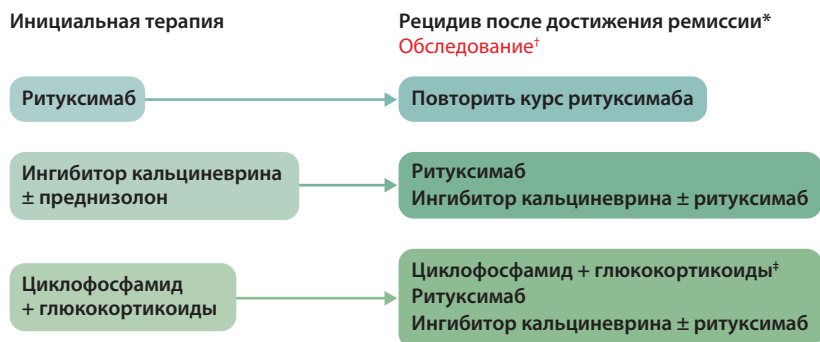 Инициальная терапия
Рецидив после достижения ремиссии*
Обследование†
Ритуксимаб
Повторить курс ритуксимаба
Ингибитор кальциневрина
± преднизолон
Ритуксимаб
Ингибитор кальциневрина ± ритуксимаб
Циклофосфамид
+ глюкокортикоиды
Циклофосфамид + глюкокортикоиды‡
Ритуксимаб
Ингибитор кальциневрина ± ритуксимаб